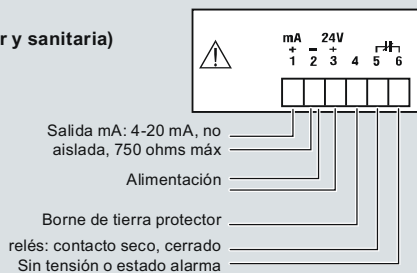 r y sanitaria)
mA 24V
+ – +
1 2 3 4 5 6
Salida mA: 4-20 mA, no
aislada, 750 ohms máx
Alimentación
Borne de tierra protector
relés: contacto seco, cerrado
Sin tensión o estado alarma